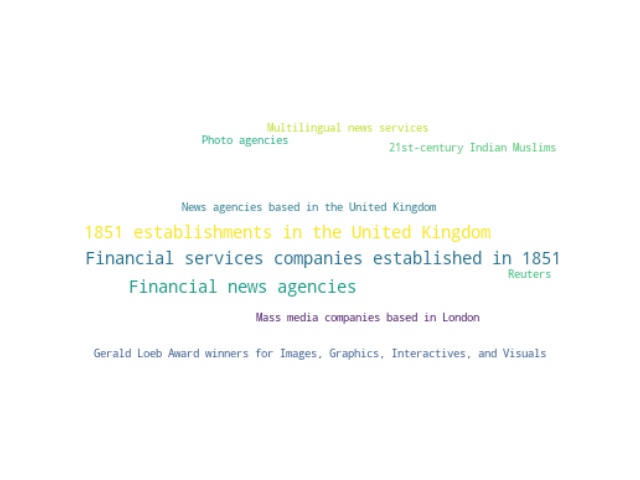 Multilingual news services
Photo agencies
21st-century Indian Muslims
News agencies based in the United Kingdom
1851 establishments in the United Kingdom
Financial services companies established in 1851
Reuters
Financial news agencies
Mass media companies based in London
Gerald Loeb Award winners for Images, Graphics, Interactives, and Visuals